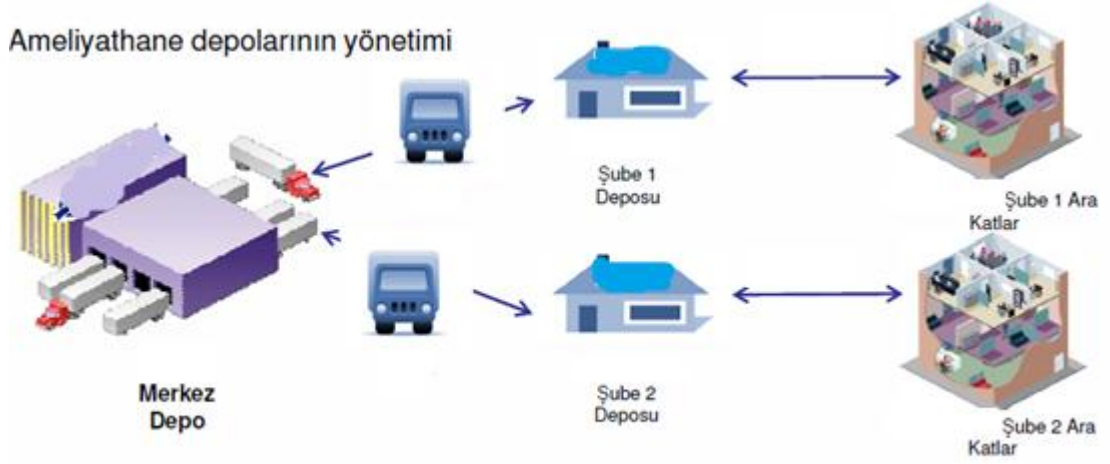 Ameliyathane depolarının yönetimi
Şube 1
Deposu
Şube 1 Ara
Katlar
Merkez
Depo
Şube 2
Deposu
Şube 2 Ara
Katlar